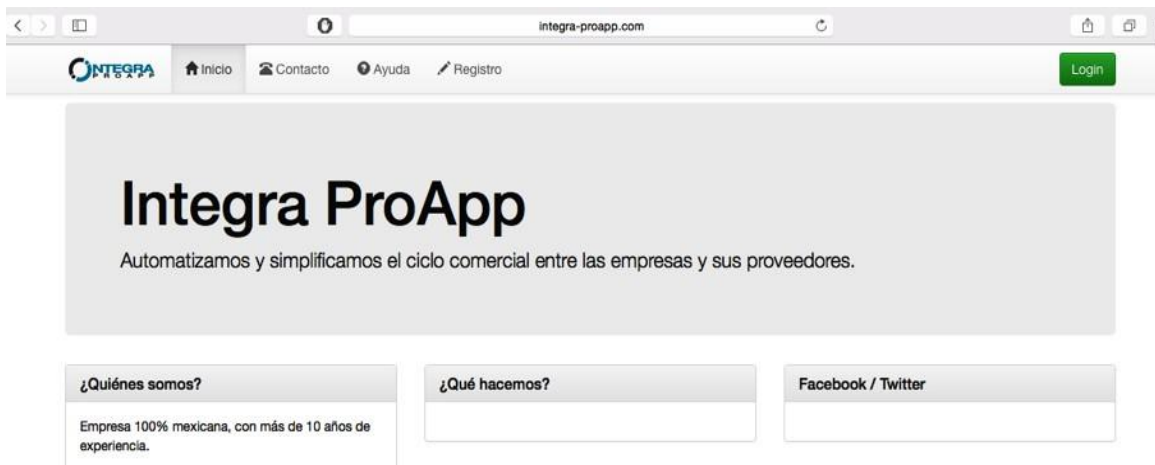 integra-proapp.com
INTEGRA
PROAPP
Inicio
Contacto
Ayuda
Registro
Login
Integra ProApp
Automatizamos y simplificamos el ciclo comercial entre las empresas y sus proveedores.
¿Quiénes somos?
Empresa 100% mexicana, con más de 10 años de
experiencia.
¿Qué hacemos?
Facebook / Twitter